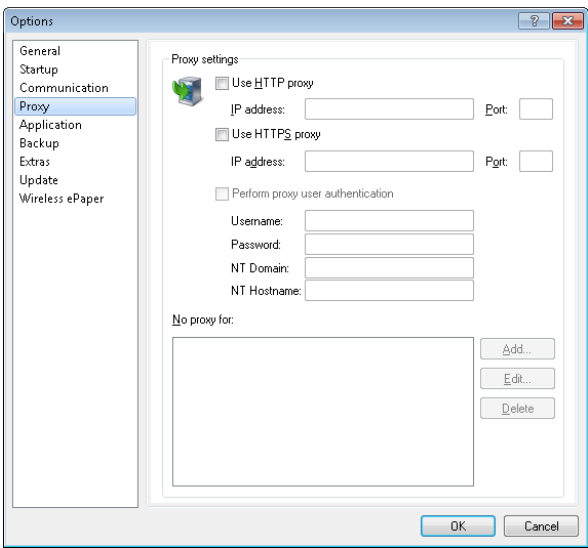 Options
General
Startup
Communication
Proxy
Application
Backup
Extras
Update
Wireless ePaper
Proxy settings
Use HTTP proxy
IP address: Port:
Use HTTPS proxy
IP address: Port:
Perform proxy user authentication
Username:
Password:
NT Domain:
NT Hostname:
No proxy for:
Add...
Edit...
Delete
OK Cancel